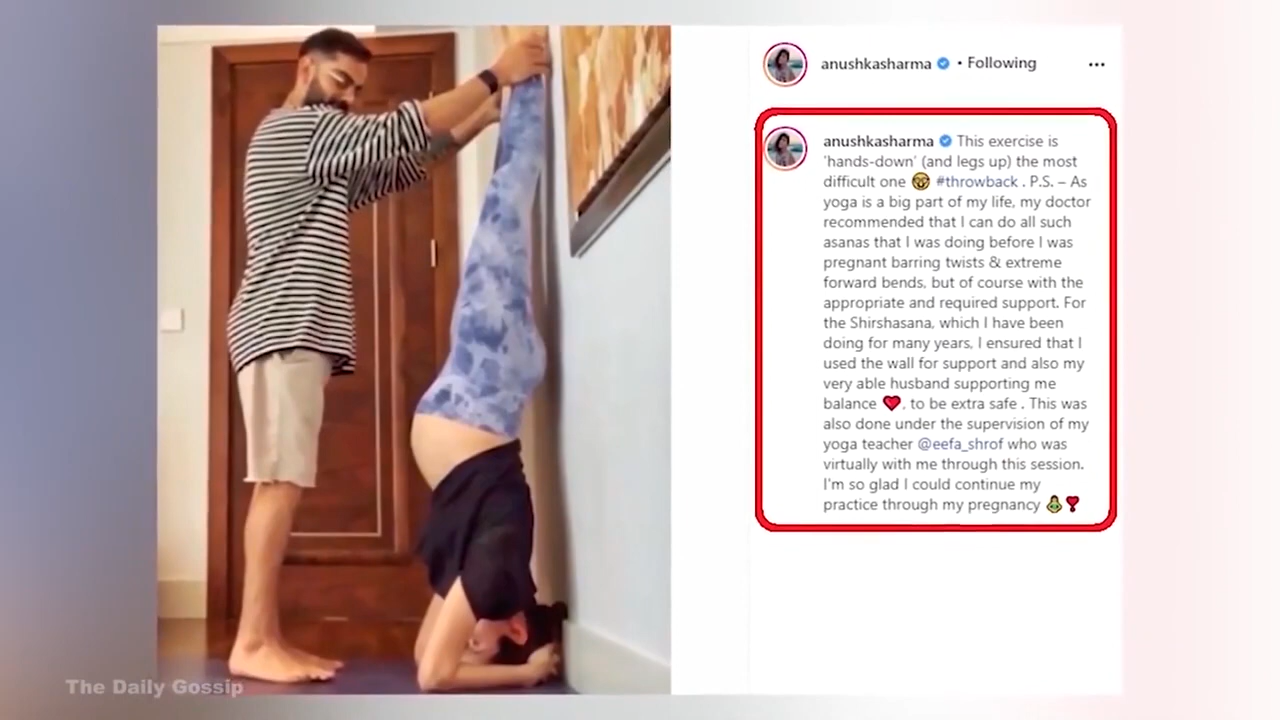 anushkasharma • Following
anushkasharma This exercise is
'hands-down' (and legs up) the most
difficult one 🤓 #throwback . P.S. – As
yoga is a big part of my life, my doctor
recommended that I can do all such
asanas that I was doing before I was
pregnant barring twists & extreme
forward bends, but of course with the
appropriate and required support. For
the Shirshasana, which I have been
doing for many years, I ensured that I
used the wall for support and also my
very able husband supporting me
balance ❤️, to be extra safe . This was
also done under the supervision of my
yoga teacher @eefa_shrof who was
virtually with me through this session.
I'm so glad I could continue my
practice through my pregnancy 🧘‍♀️❣️
The Daily Gossip